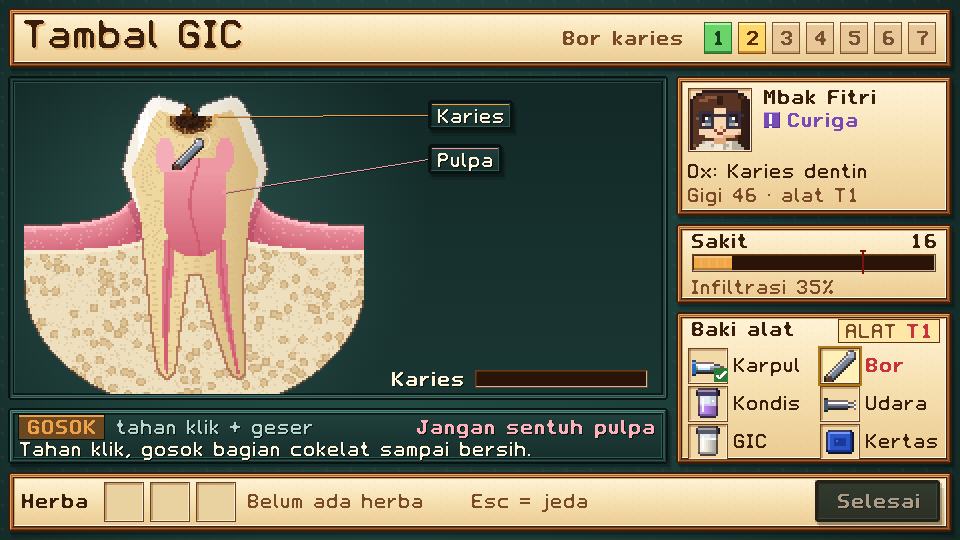 Tambal GIC
Bor karies 1 2 3 4 5 6 7
Karies
Pulpa
Karies
Mbak Fitri
! Curiga
Dx: Karies dentin
Gigi 46 · alat T1
Sakit 16
Infiltrasi 35%
Baki alat ALAT T1
Karpul Bor
Kondis Udara
GIC Kertas
GOSOK tahan klik + geser Jangan sentuh pulpa
Tahan klik, gosok bagian cokelat sampai bersih.
Herba Belum ada herba Esc = jeda Selesai